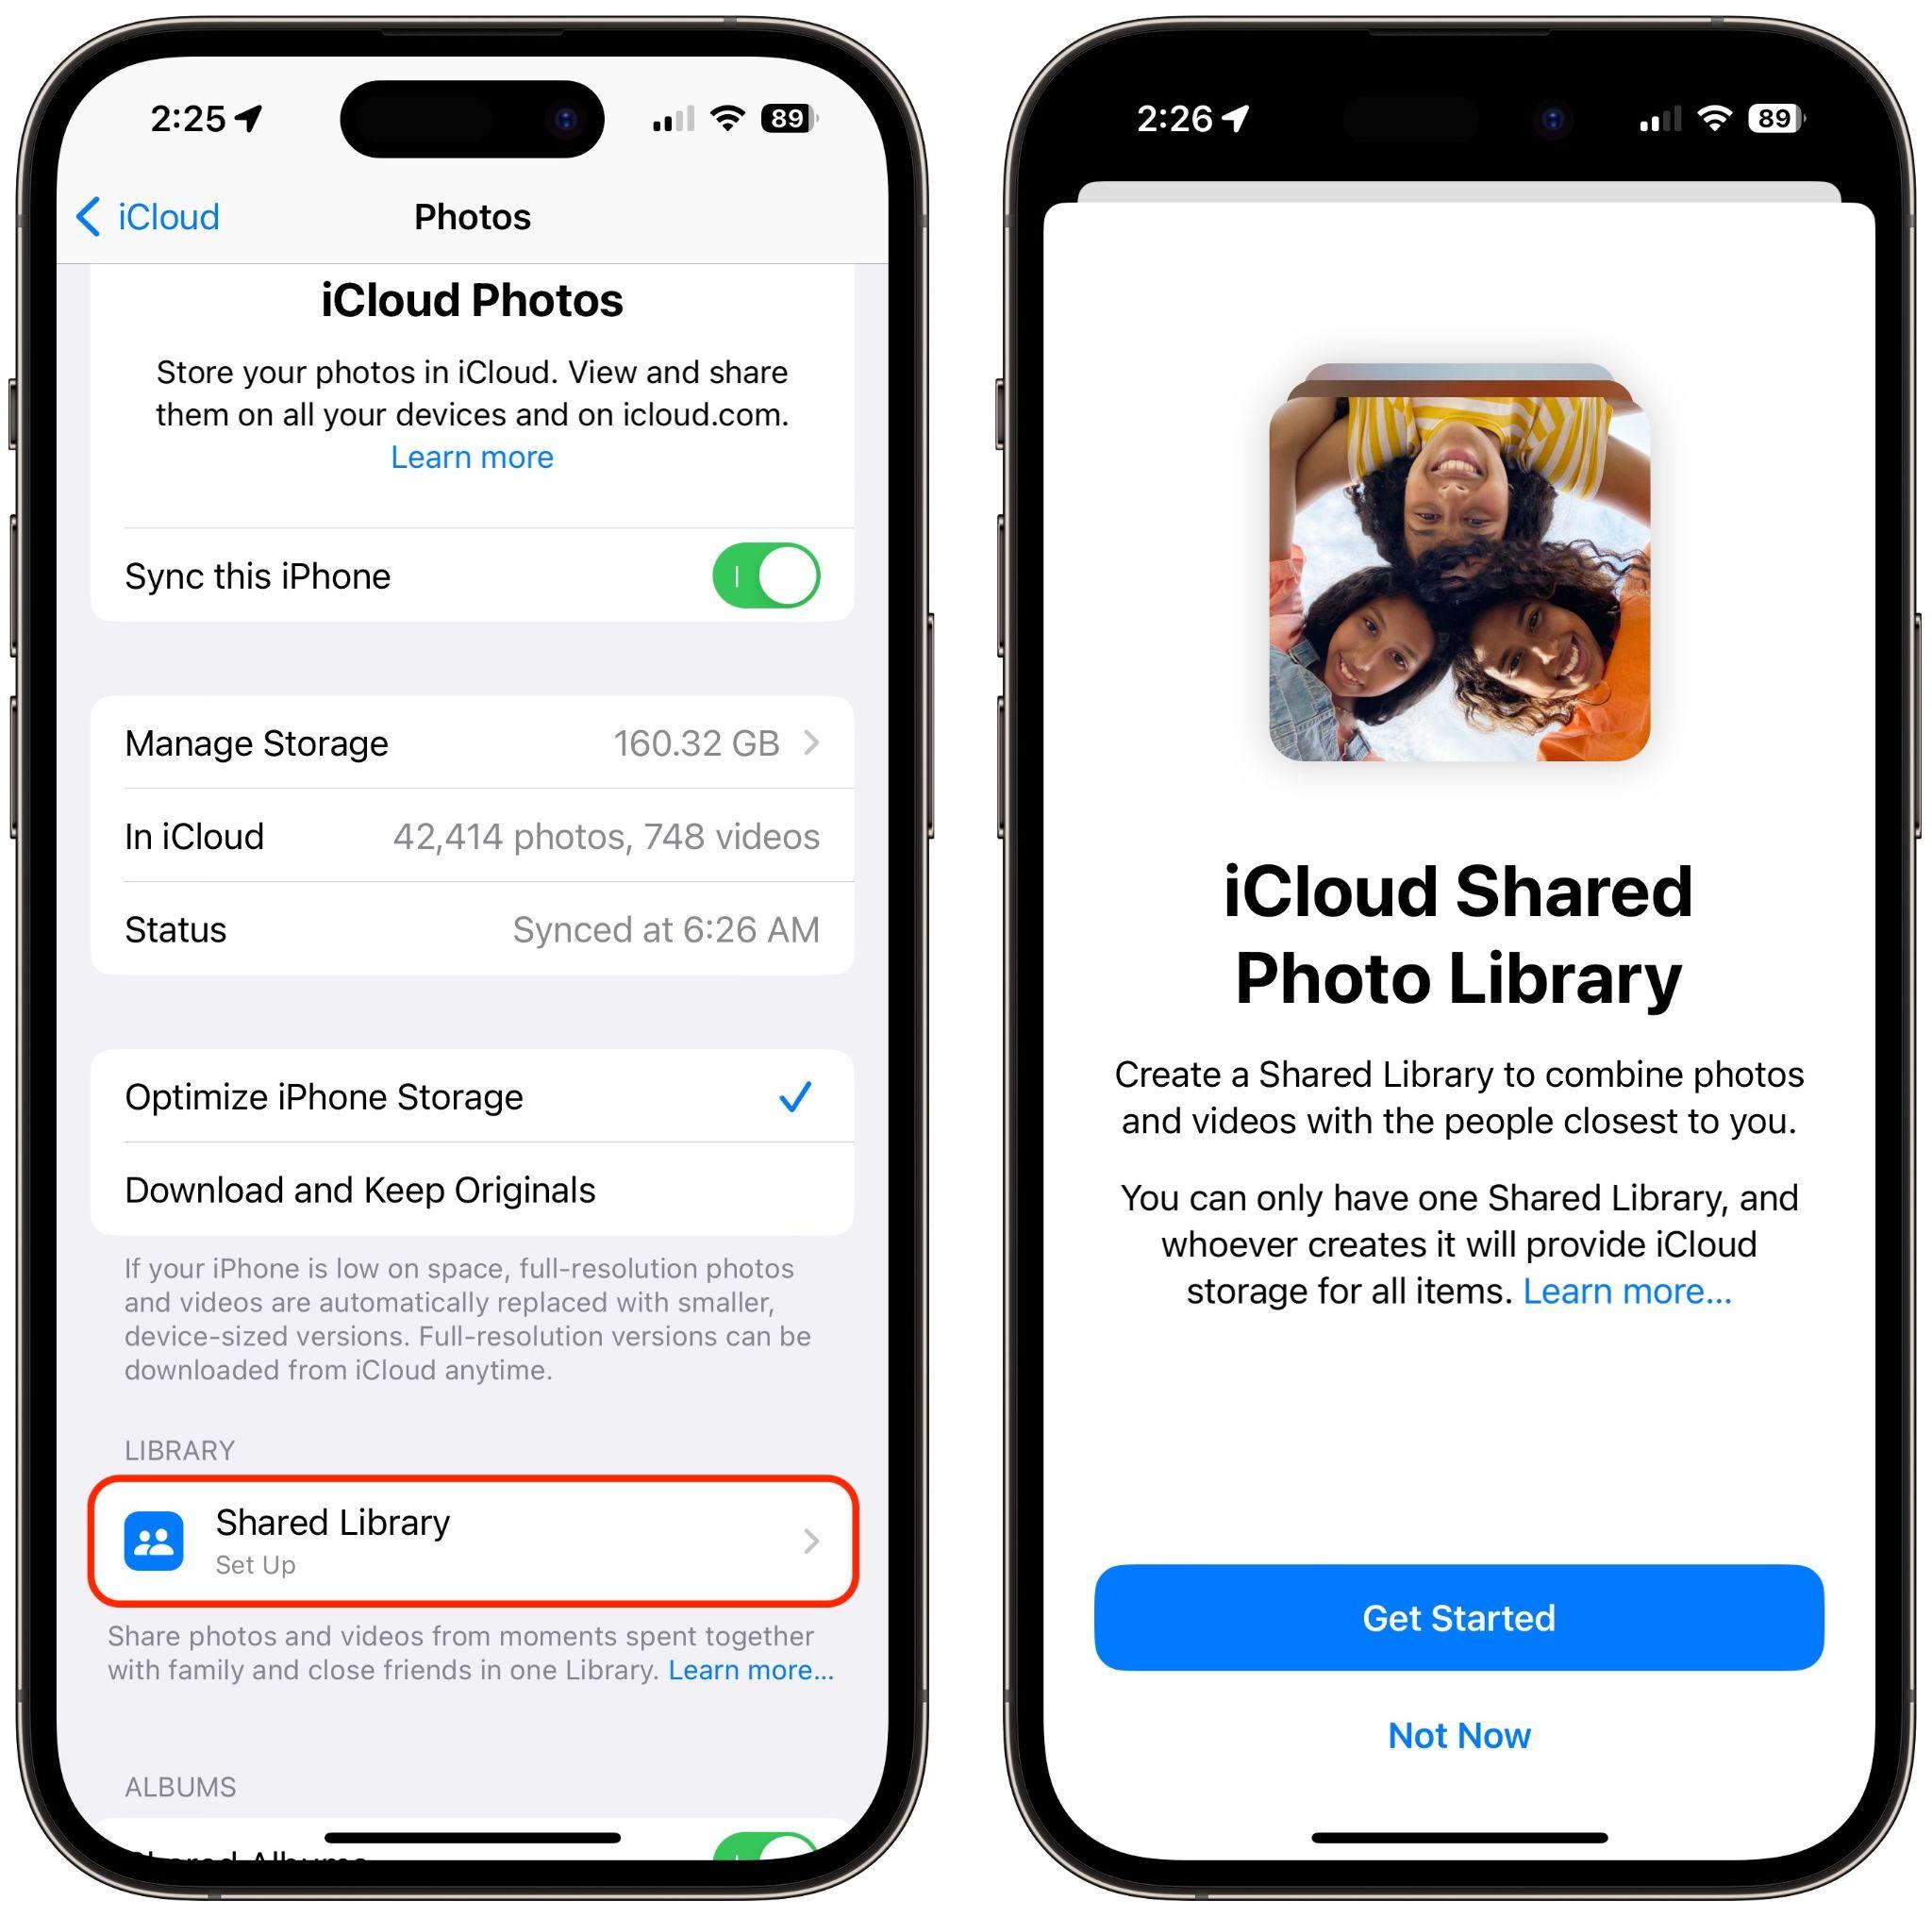 2:25
89
iCloud
Photos
iCloud Photos
Store your photos in iCloud. View and share
them on all your devices and on icloud.com.
Learn more
Sync this iPhone
Manage Storage 160.32 GB
In iCloud 42,414 photos, 748 videos
Status Synced at 6:26 AM
Optimize iPhone Storage
Download and Keep Originals
If your iPhone is low on space, full-resolution photos
and videos are automatically replaced with smaller,
device-sized versions. Full-resolution versions can be
downloaded from iCloud anytime.
LIBRARY
Shared Library
Set Up
Share photos and videos from moments spent together
with family and close friends in one Library. Learn more...
ALBUMS
Shared Albums
2:26
89
iCloud Shared
Photo Library
Create a Shared Library to combine photos
and videos with the people closest to you.
You can only have one Shared Library, and
whoever creates it will provide iCloud
storage for all items. Learn more...
Get Started
Not Now